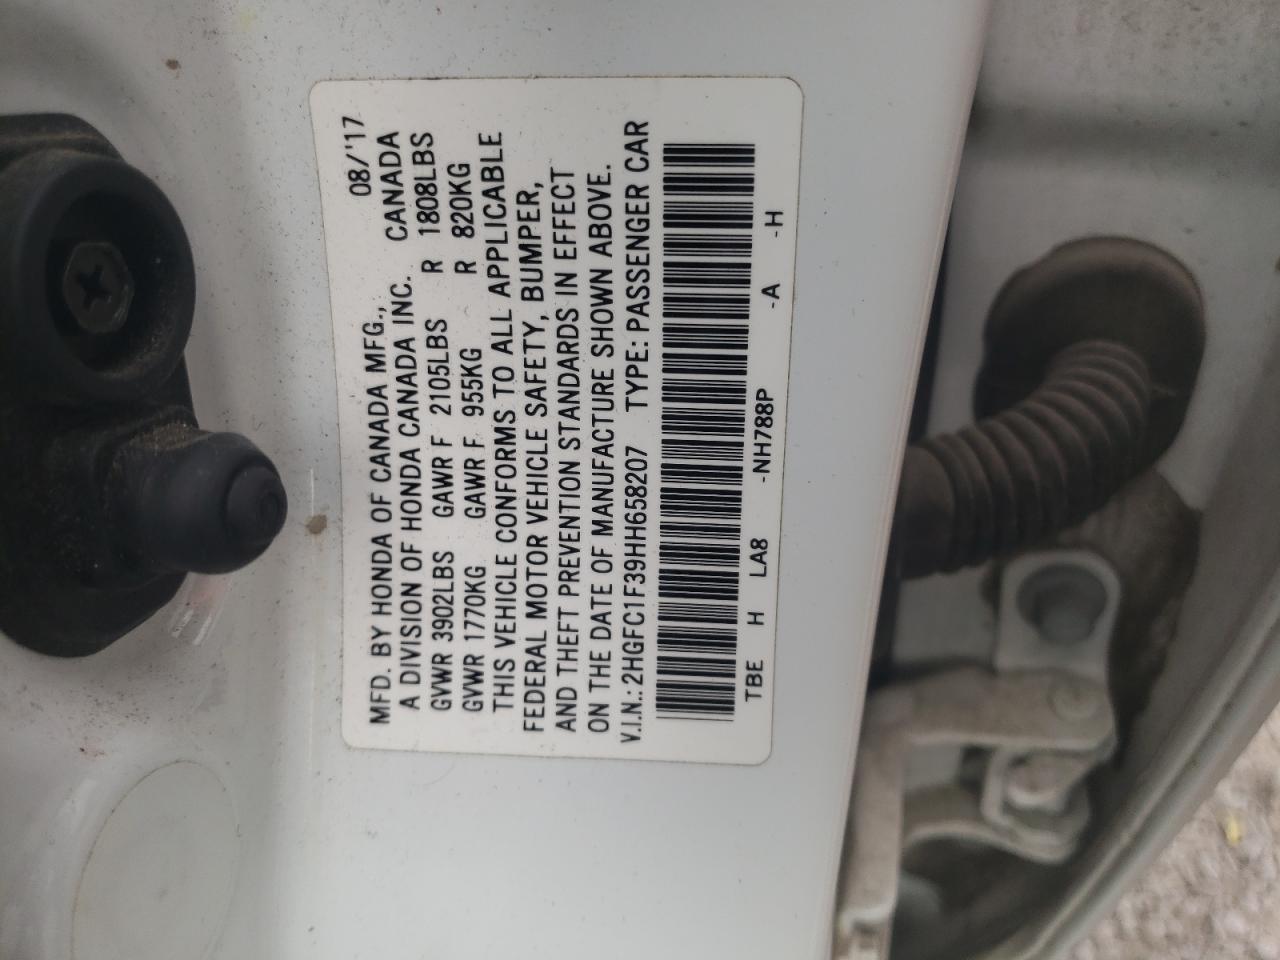 08/'17
MFD. BY HONDA OF CANADA MFG.,
A DIVISION OF HONDA CANADA INC. CANADA
GVWR 3902LBS GAWR F 2105LBS R 1808LBS
GVWR 1770KG GAWR F 955KG R 820KG
THIS VEHICLE CONFORMS TO ALL APPLICABLE
FEDERAL MOTOR VEHICLE SAFETY, BUMPER,
AND THEFT PREVENTION STANDARDS IN EFFECT
ON THE DATE OF MANUFACTURE SHOWN ABOVE.
V.I.N.: 2HGFC1F39HH658207 TYPE: PASSENGER CAR
TBE H LA8 -NH788P -A -H